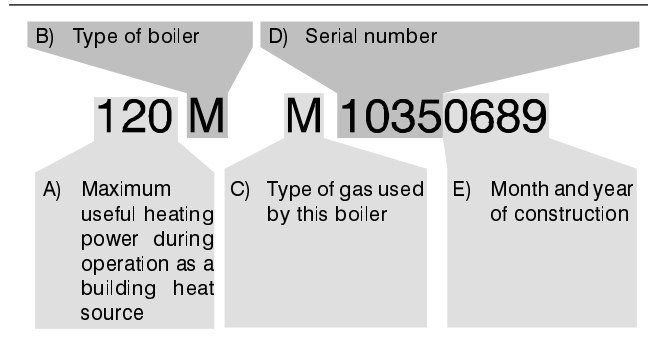 B) Type of boiler
D) Serial number
120 M M 10350689
A) Maximum
useful heating
power during
operation as a
building heat
source
C) Type of gas used
by this boiler
E) Month and year
of construction